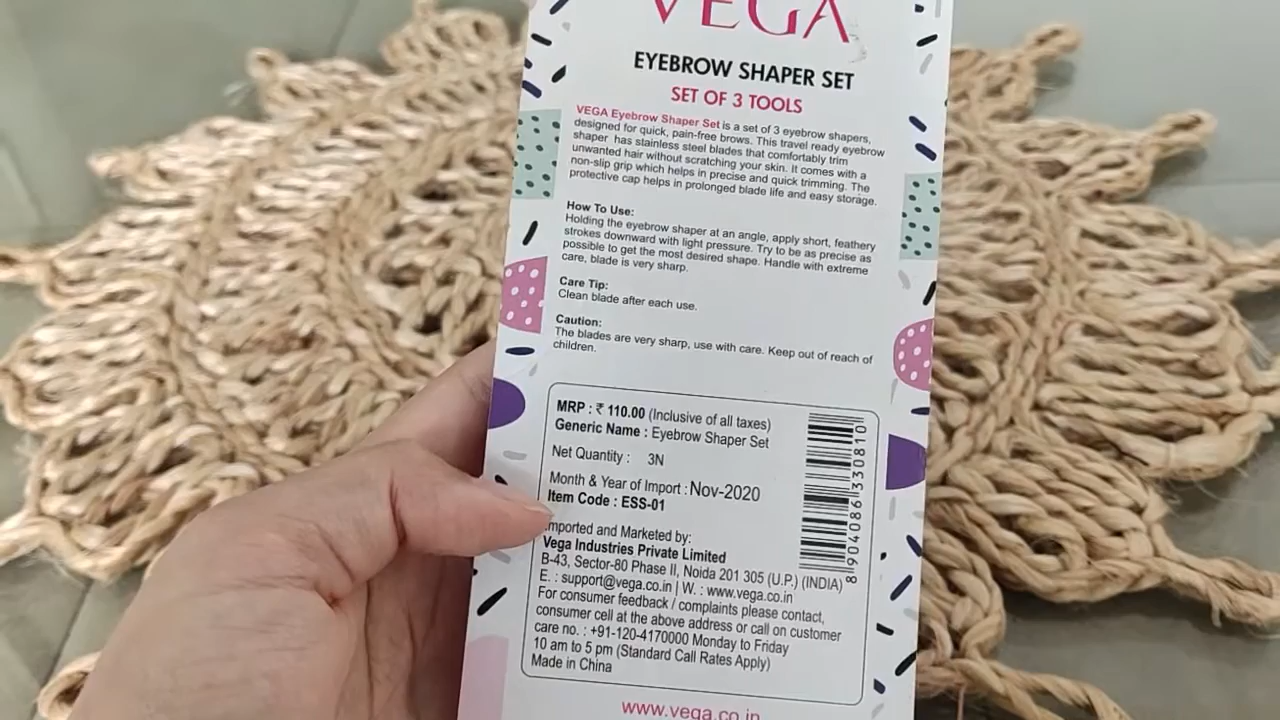 VEGA
EYEBROW SHAPER SET
SET OF 3 TOOLS
VEGA Eyebrow Shaper Set is a set of 3 eyebrow shapers,
designed for quick, pain-free brows. This travel ready eyebrow
shaper has stainless steel blades that comfortably trim
unwanted hair without scratching your skin. It comes with a
non-slip grip which helps in precise and quick trimming. The
protective cap helps in prolonged blade life and easy storage.
How To Use:
Holding the eyebrow shaper at an angle, apply short, feathery
strokes downward with light pressure. Try to be as precise as
possible to get the most desired shape. Handle with extreme
care, blade is very sharp.
Care Tip:
Clean blade after each use.
Caution:
The blades are very sharp, use with care. Keep out of reach of
children.
MRP : ₹ 110.00 (Inclusive of all taxes)
Generic Name : Eyebrow Shaper Set
Net Quantity : 3N
Month & Year of Import : Nov-2020
Item Code : ESS-01
Imported and Marketed by:
Vega Industries Private Limited
B-43, Sector-80 Phase II, Noida 201 305 (U.P.) (INDIA)
E. : support@vega.co.in | W. : www.vega.co.in
For consumer feedback / complaints please contact,
consumer cell at the above address or call on customer
care no. : +91-120-4170000 Monday to Friday
10 am to 5 pm (Standard Call Rates Apply)
Made in China
8 904086 330810
www.vega.co.in